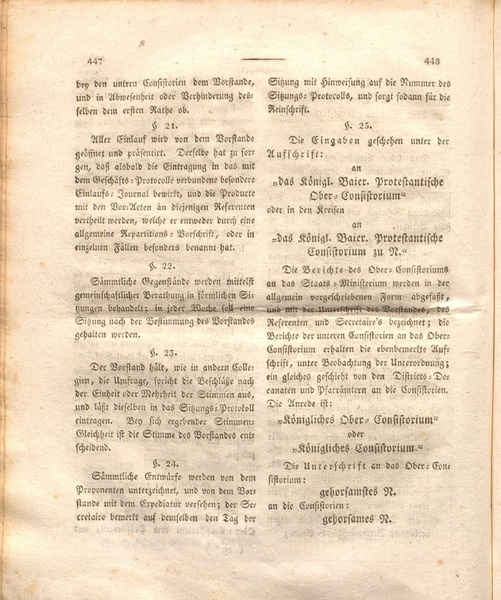 447
bey den untern Consistorien dem Vorstande,
und in Abwesenheit oder Verhinderung des-
selben dem ersten Rathe ob.
§. 21.
Aller Einlauf wird von dem Vorstande
geöffnet und präsentirt. Derselbe hat zu sor-
gen, daß alsbald die Eintragung in das mit
dem Geschäfts-Protocolle verbundene besondere
Einlaufs-Journal bewirkt, und die Producte
mit den Vor-Acten an diejenigen Referenten
vertheilt werden, welche er entweder durch eine
allgemeine Repartitions-Vorschrift, oder in
einzelnen Fällen besonders benannt hat.
§. 22.
Sämmtliche Gegenstände werden mittelst
gemeinschaftlicher Berathung in förmlichen Si-
tzungen behandelt; in jeder Woche soll eine
Sitzung nach der Bestimmung des Vorstandes
gehalten werden.
§. 23.
Der Vorstand hält, wie in andern Colle-
gien, die Umfrage, spricht die Beschlüße nach
der Einheit oder Mehrheit der Stimmen aus,
und läßt dieselben in das Sitzungs-Protokoll
eintragen. Bey sich ergebender Stimmen-
Gleichheit ist die Stimme des Vorstandes ent-
scheidend.
§. 24.
Sämmtliche Entwürfe werden von dem
Proponenten unterzeichnet, und von dem Vor-
stande mit dem Expediatur versehen; der Se-
cretaire bemerkt auf demselben den Tag der
448
Sitzung mit Hinweisung auf die Nummer des
Sitzungs-Protocolls, und sorgt sodann für die
Reinschrift.
§. 25.
Die Eingaben geschehen unter der
Aufschrift:
an
„das Königl. Baier. Protestantische
Ober-Consistorium“
oder in den Kreisen
an
„das Königl. Baier. Protestantische
Consistorium zu N.“
Die Berichte des Ober-Consistoriums
an das Staats-Ministerium werden in der
allgemein vorgeschriebenen Form abgefaßt,
und mit der Unterschrift des Vorstandes, des
Referenten und Secretaire's bezeichnet; die
Berichte der unteren Consistorien an das Ober-
Consistorium erhalten die ebenbemerkte Auf-
schrift, unter Beobachtung der Unterordnung;
ein gleiches geschieht von den Districts-De-
canaten und Pfarrämtern an die Consistorien.
Die Anrede ist:
„Königliches Ober-Consistorium“
oder
„Königliches Consistorium.“
Die Unterschrift an das Ober-Con-
sistorium:
gehorsamstes N.
an die Consistorien:
gehorsames N.